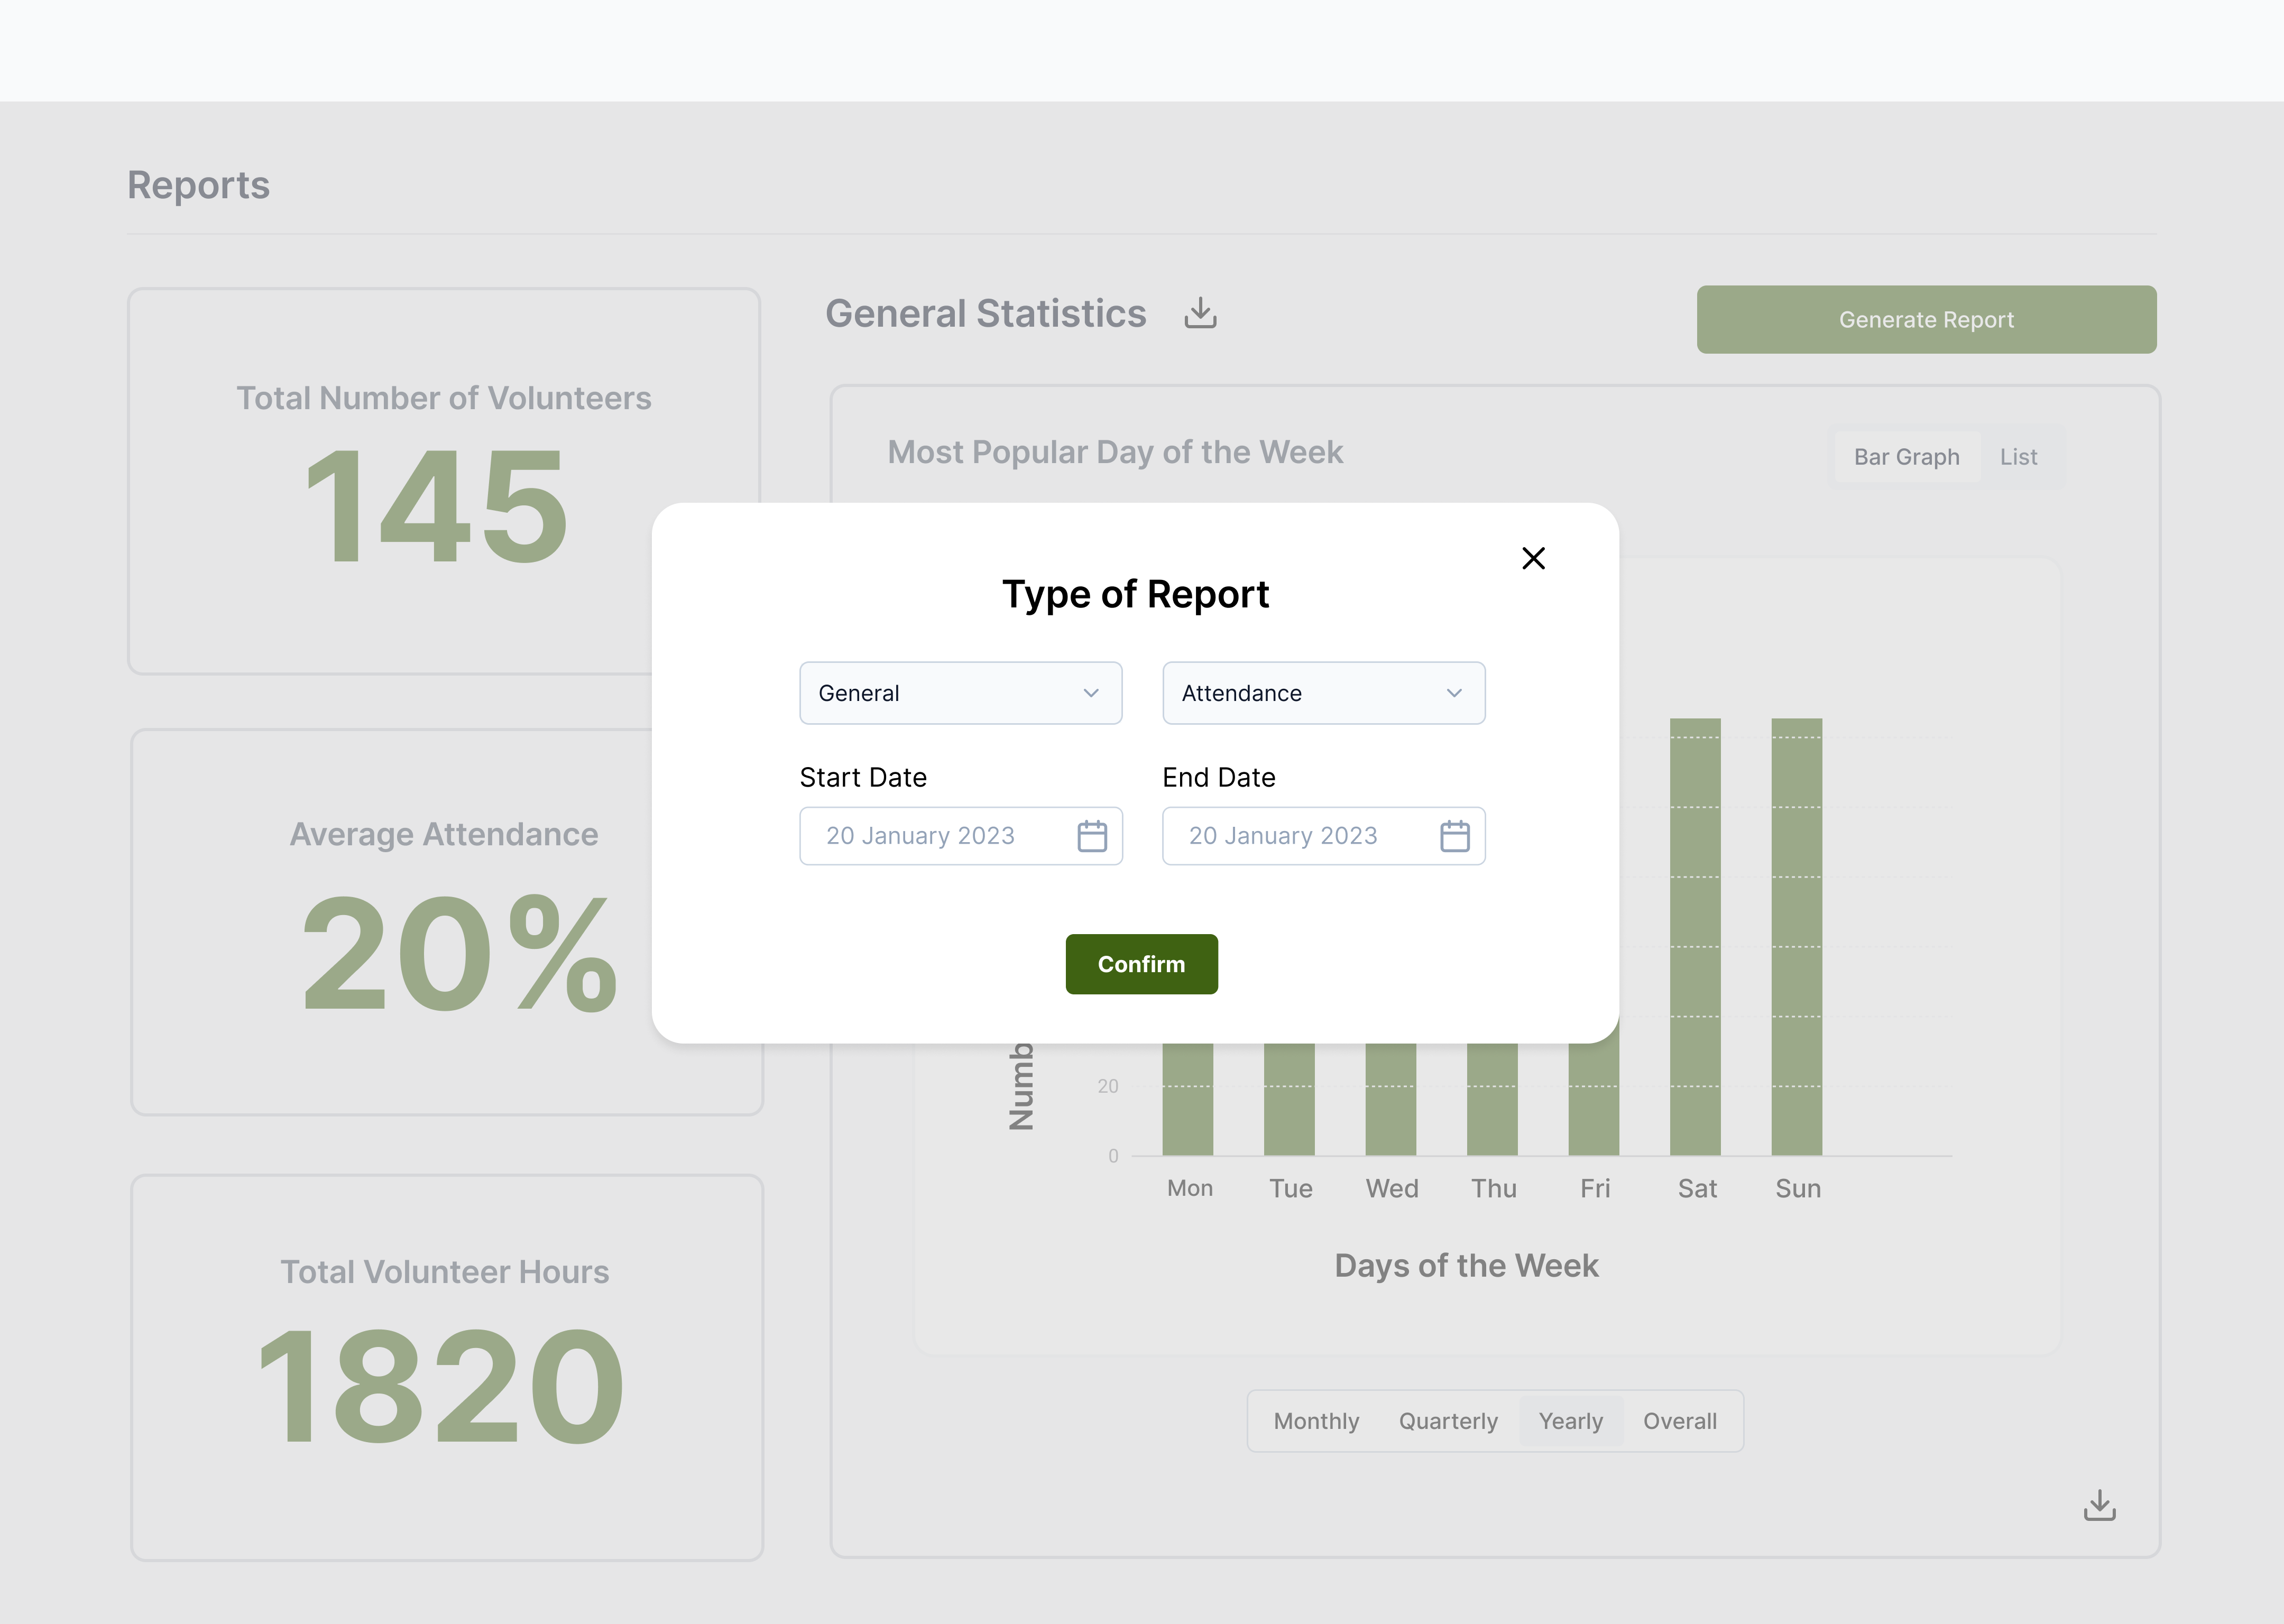 Reports
General Statistics
Generate Report
Total Number of Volunteers
145
Most Popular Day of the Week
Bar Graph
List
Type of Report
General
Attendance
Start Date
End Date
20 January 2023
20 January 2023
Confirm
Average Attendance
20%
20
0
Mon Tue Wed Thu Fri Sat Sun
Days of the Week
Total Volunteer Hours
1820
Monthly Quarterly Yearly Overall